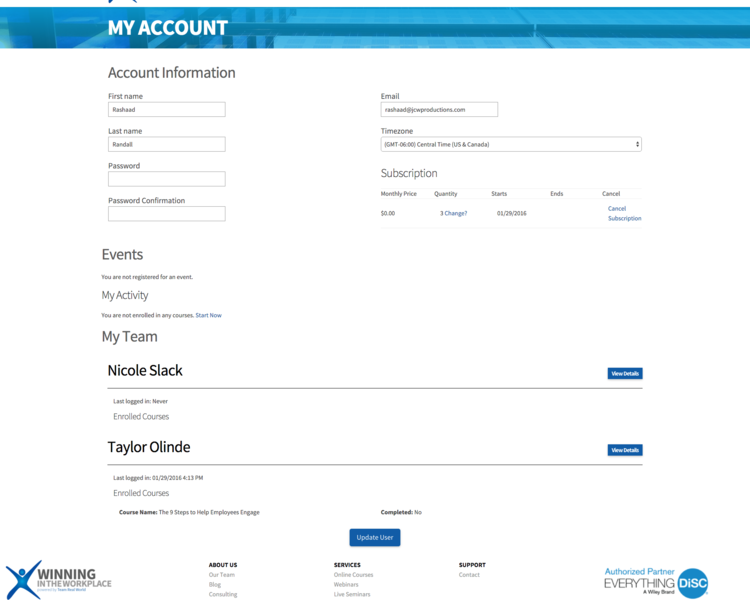 MY ACCOUNT
Account Information
First name
Rashaad
Last name
Randall
Password
Password Confirmation
Email
rashaad@jcwproductions.com
Timezone
(GMT-06:00) Central Time (US & Canada)
Subscription
Monthly Price Quantity Starts Ends Cancel
$0.00 3 Change? 01/29/2016 Cancel Subscription
Events
You are not registered for an event.
My Activity
You are not enrolled in any courses. Start Now
My Team
Nicole Slack View Details
Last logged in: Never
Enrolled Courses
Taylor Olinde View Details
Last logged in: 01/29/2016 4:13 PM
Enrolled Courses
Course Name: The 9 Steps to Help Employees Engage Completed: No
Update User
WINNING
IN THE WORKPLACE
powered by Team Real World
ABOUT US
Our Team
Blog
Consulting
SERVICES
Online Courses
Webinars
Live Seminars
SUPPORT
Contact
Authorized Partner
EVERYTHING DiSC
A Wiley Brand